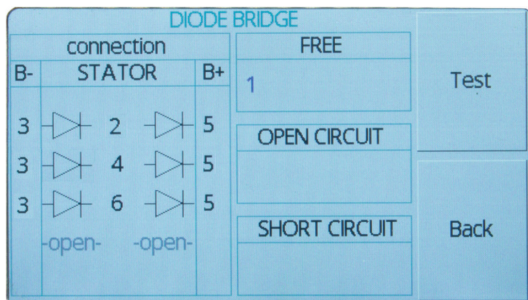 DIODE BRIDGE
connection
B- STATOR B+
3 2 5
3 4 5
3 6 5
-open- -open-
FREE
1
OPEN CIRCUIT
SHORT CIRCUIT
Test
Back